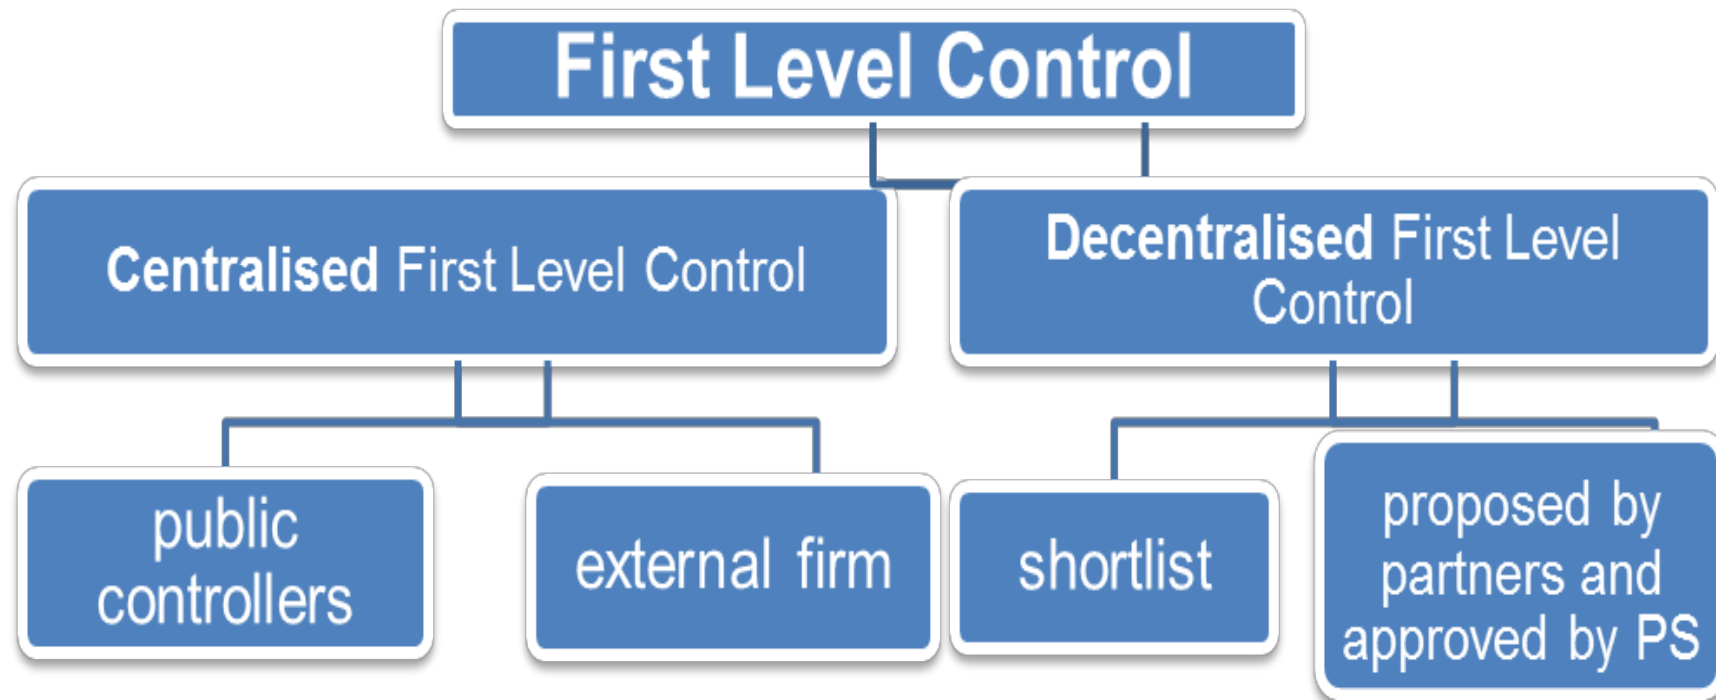 First Level Control
Centralised First Level Control
Decentralised First Level
Control
public
controllers
external firm
shortlist
proposed by
partners and
approved by PS